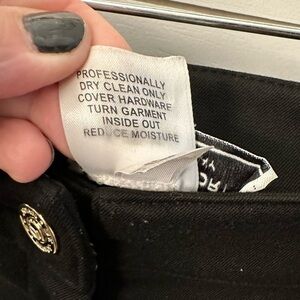 PROFESSIONALLY
DRY CLEAN ONLY
COVER HARDWARE
TURN GARMENT
INSIDE OUT
REDUCE MOISTURE